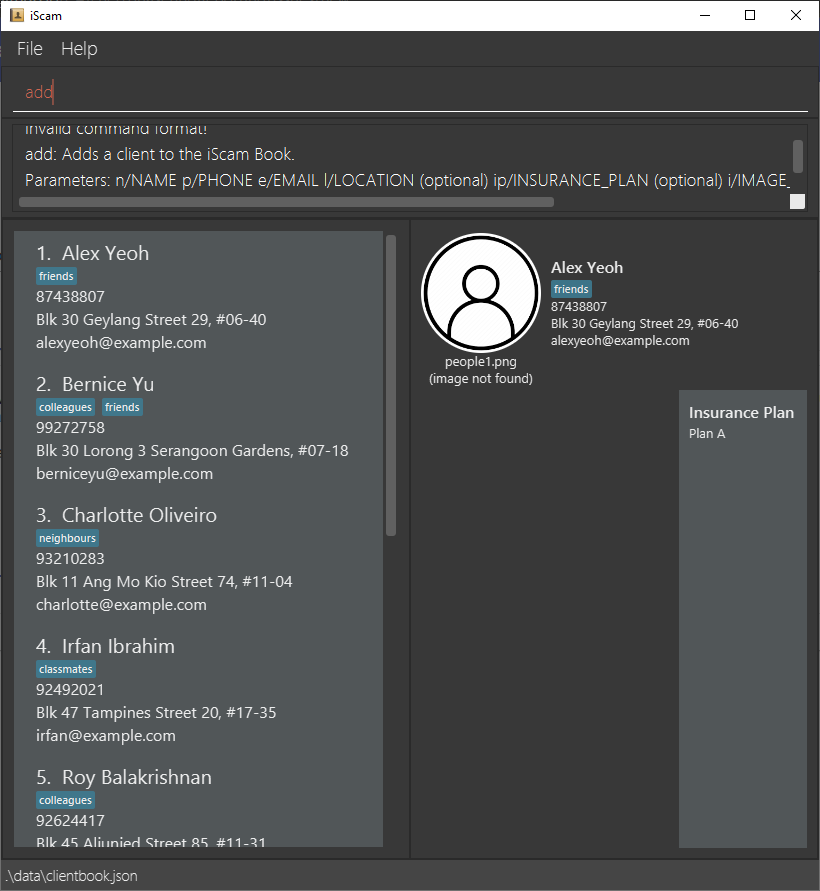 iScam
File Help
add
Invalid command format!
add: Adds a client to the iScam Book.
Parameters: n/NAME p/PHONE e/EMAIL l/LOCATION (optional) ip/INSURANCE_PLAN (optional) i/IMAGE_
1. Alex Yeoh
friends
87438807
Blk 30 Geylang Street 29, #06-40
alexyeoh@example.com
2. Bernice Yu
colleagues friends
99272758
Blk 30 Lorong 3 Serangoon Gardens, #07-18
berniceyu@example.com
3. Charlotte Oliveiro
neighbours
93210283
Blk 11 Ang Mo Kio Street 74, #11-04
charlotte@example.com
4. Irfan Ibrahim
classmates
92492021
Blk 47 Tampines Street 20, #17-35
irfan@example.com
5. Roy Balakrishnan
colleagues
92624417
Blk 45 Aljunied Street 85, #11-31
people1.png
(image not found)
Alex Yeoh
friends
87438807
Blk 30 Geylang Street 29, #06-40
alexyeoh@example.com
Insurance Plan
Plan A
.\data\clientbook.json